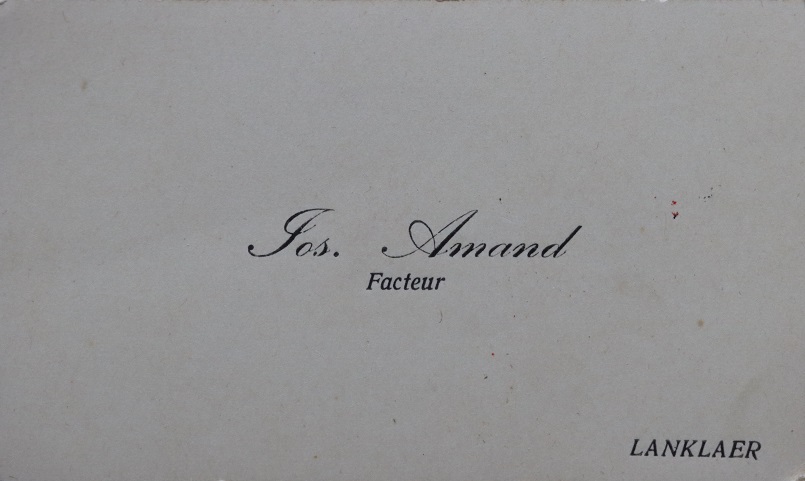 Jos. Amand
Facteur
LANKLAER